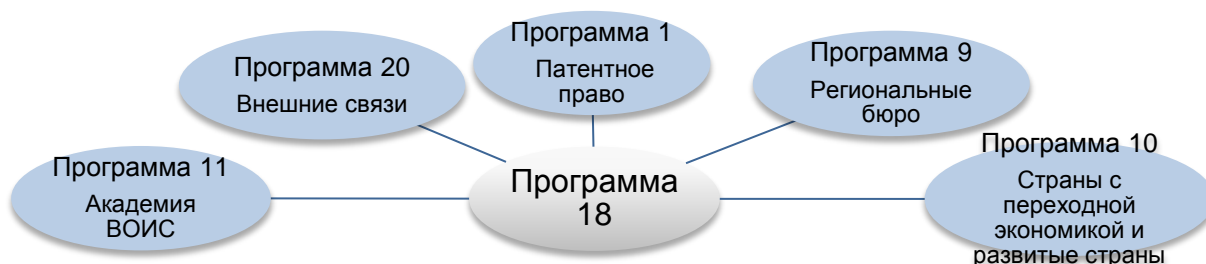 Программа 1
Патентное
право
Программа 20
Внешние связи
Программа 9
Региональные
бюро
Программа 11
Академия
ВОИС
Программа
18
Программа 10
Страны с
переходной
экономикой и
развитые страны